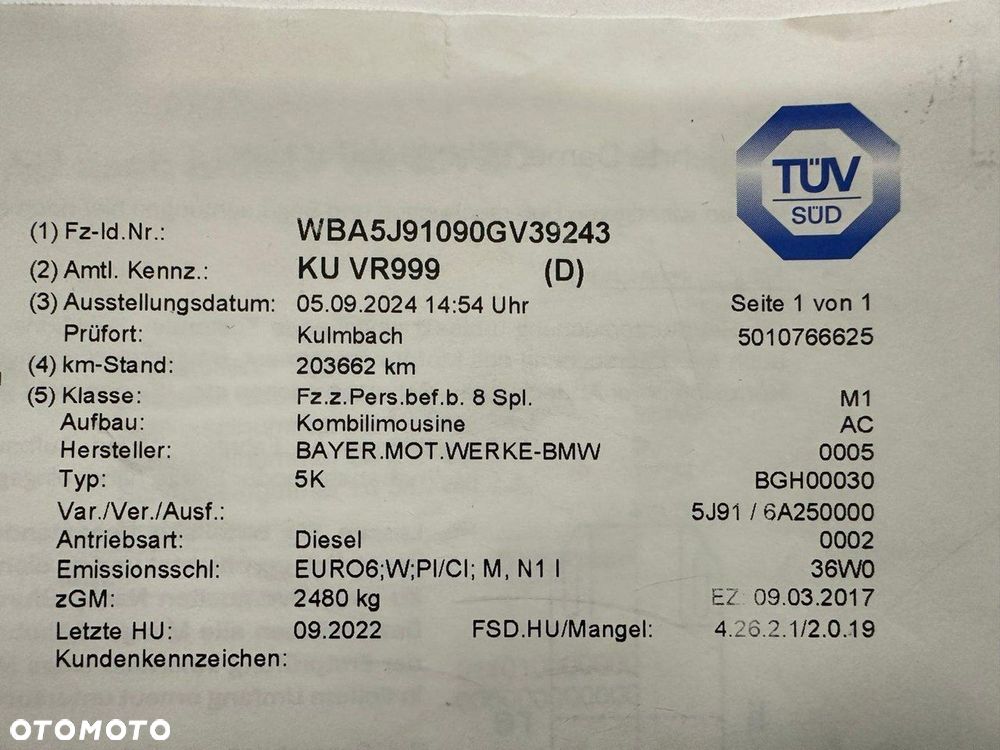 TÜV
SÜD
(1) Fz-Id.Nr.: WBA5J91090GV39243
(2) Amtl. Kennz.: KU VR999 (D)
(3) Ausstellungsdatum: 05.09.2024 14:54 Uhr Seite 1 von 1
Prüfort: Kulmbach 5010766625
(4) km-Stand: 203662 km
(5) Klasse: Fz.z.Pers.bef.b. 8 Spl. M1
Aufbau: Kombilimousine AC
Hersteller: BAYER.MOT.WERKE-BMW 0005
Typ: 5K BGH00030
Var./Ver./Ausf.: 5J91 / 6A250000
Antriebsart: Diesel 0002
Emissionsschl: EURO6;W;PI/CI; M, N1 I 36W0
zGM: 2480 kg EZ: 09.03.2017
Letzte HU: 09.2022 FSD.HU/Mangel: 4.26.2.1/2.0.19
Kundenkennzeichen:
OTOMOTO